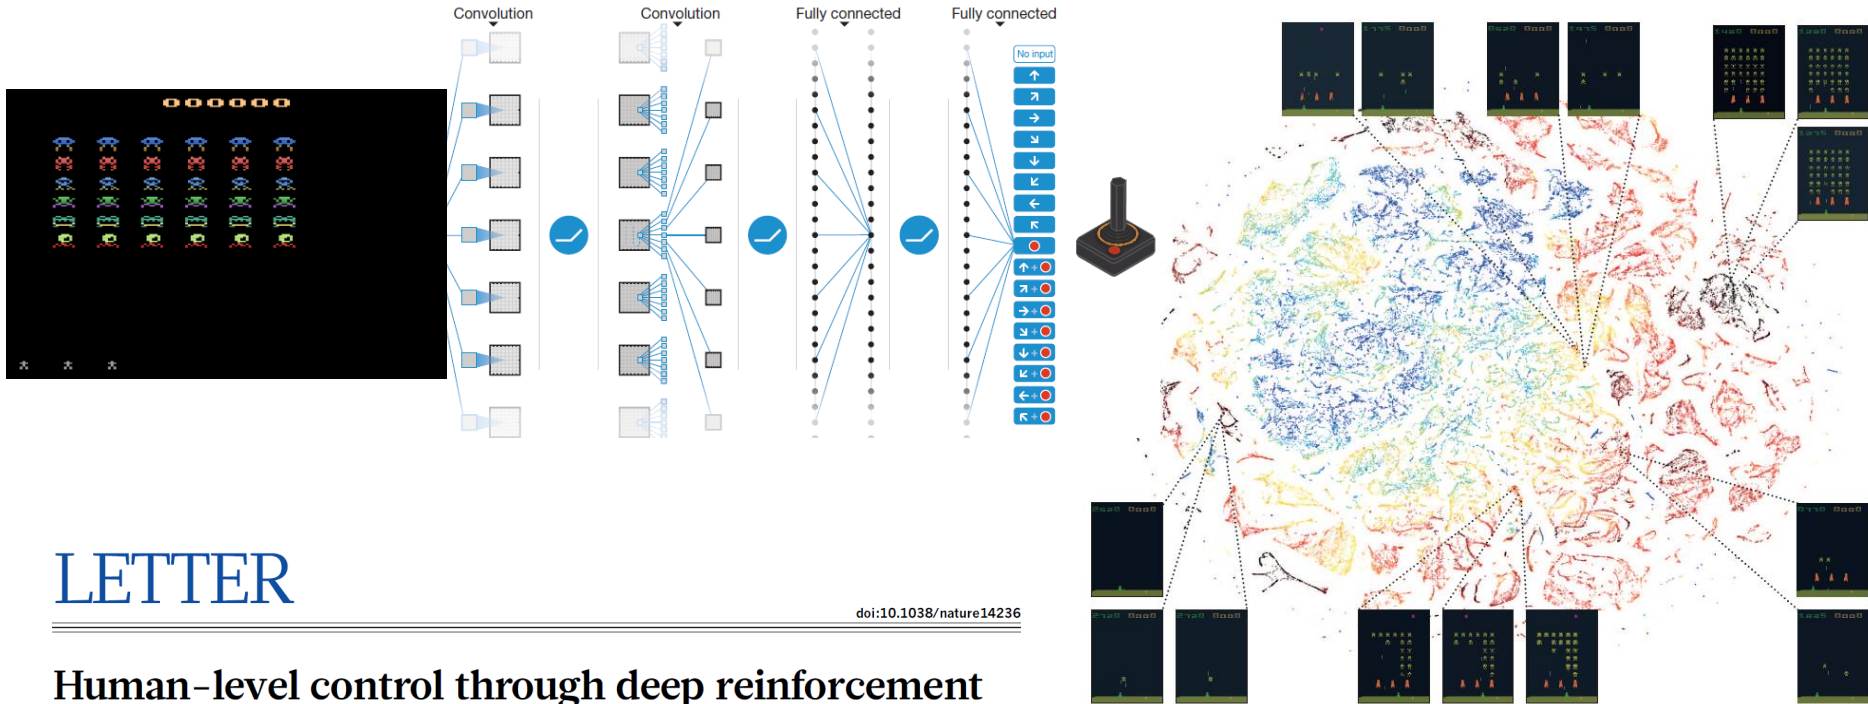 Convolution
Convolution
Fully connected
Fully connected
No input
LETTER
doi:10.1038/nature14236
Human-level control through deep reinforcement